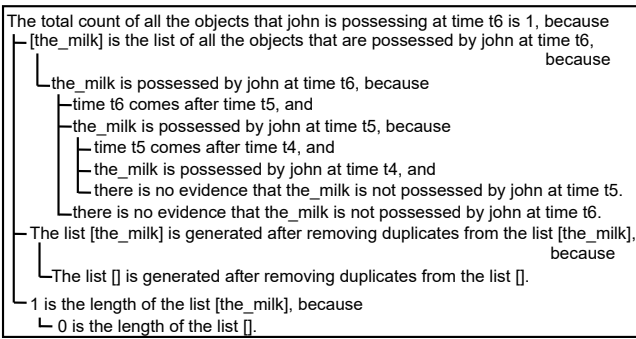 The total count of all the objects that john is possessing at time t6 is 1, because
[the_milk] is the list of all the objects that are possessed by john at time t6,
because
the_milk is possessed by john at time t6, because
time t6 comes after time t5, and
the_milk is possessed by john at time t5, because
time t5 comes after time t4, and
the_milk is possessed by john at time t4, and
there is no evidence that the_milk is not possessed by john at time t5.
there is no evidence that the_milk is not possessed by john at time t6.
The list [the_milk] is generated after removing duplicates from the list [the_milk],
because
The list [] is generated after removing duplicates from the list [].
1 is the length of the list [the_milk], because
0 is the length of the list [].